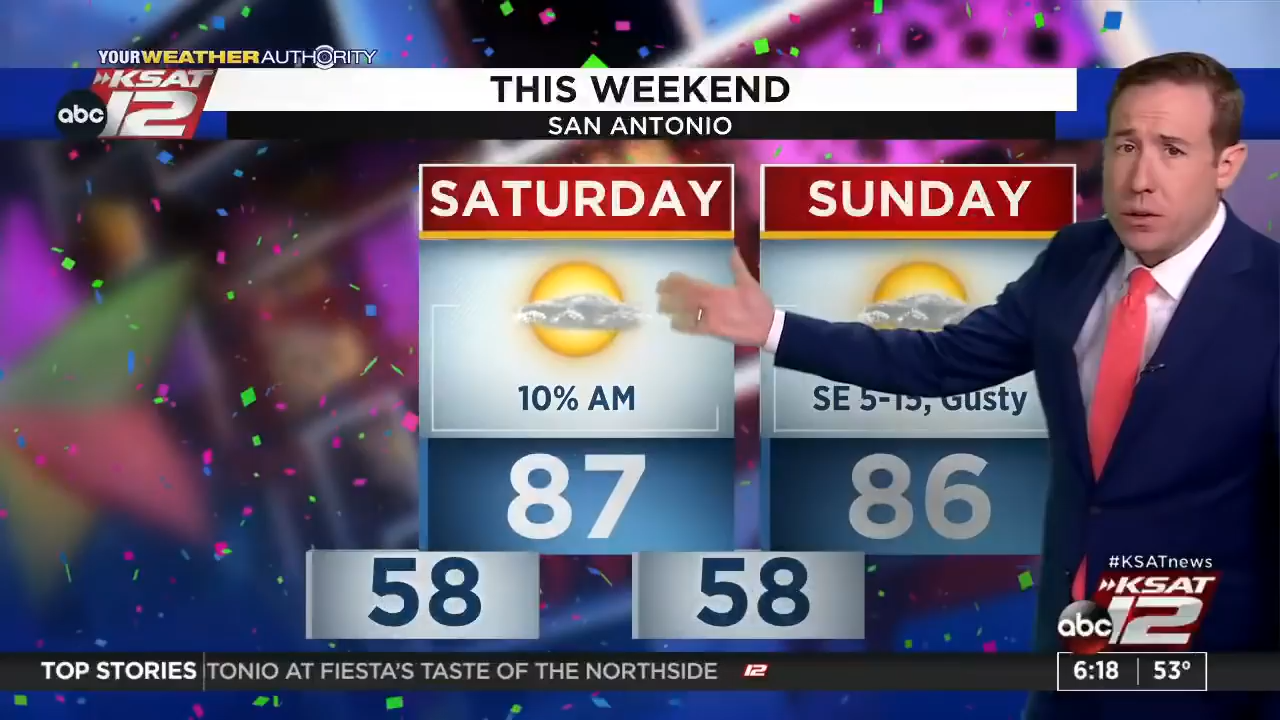 YOUR WEATHER AUTHORITY
KSAT
abc 12
THIS WEEKEND
SAN ANTONIO
SATURDAY
SUNDAY
10% AM
SE 5-15, Gusty
87
86
58
58
#KSATnews
KSAT
abc 12
TOP STORIES
TONIO AT FIESTA'S TASTE OF THE NORTHSIDE 12
6:18 53°